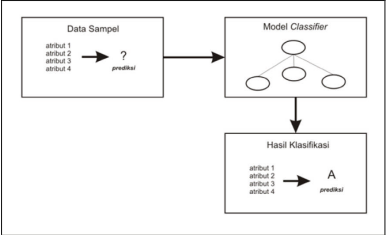 Data Sampel
atribut 1
atribut 2
atribut 3
atribut 4
?
prediksi
Model Classifier
Hasil Klasifikasi
atribut 1
atribut 2
atribut 3
atribut 4
A
prediksi